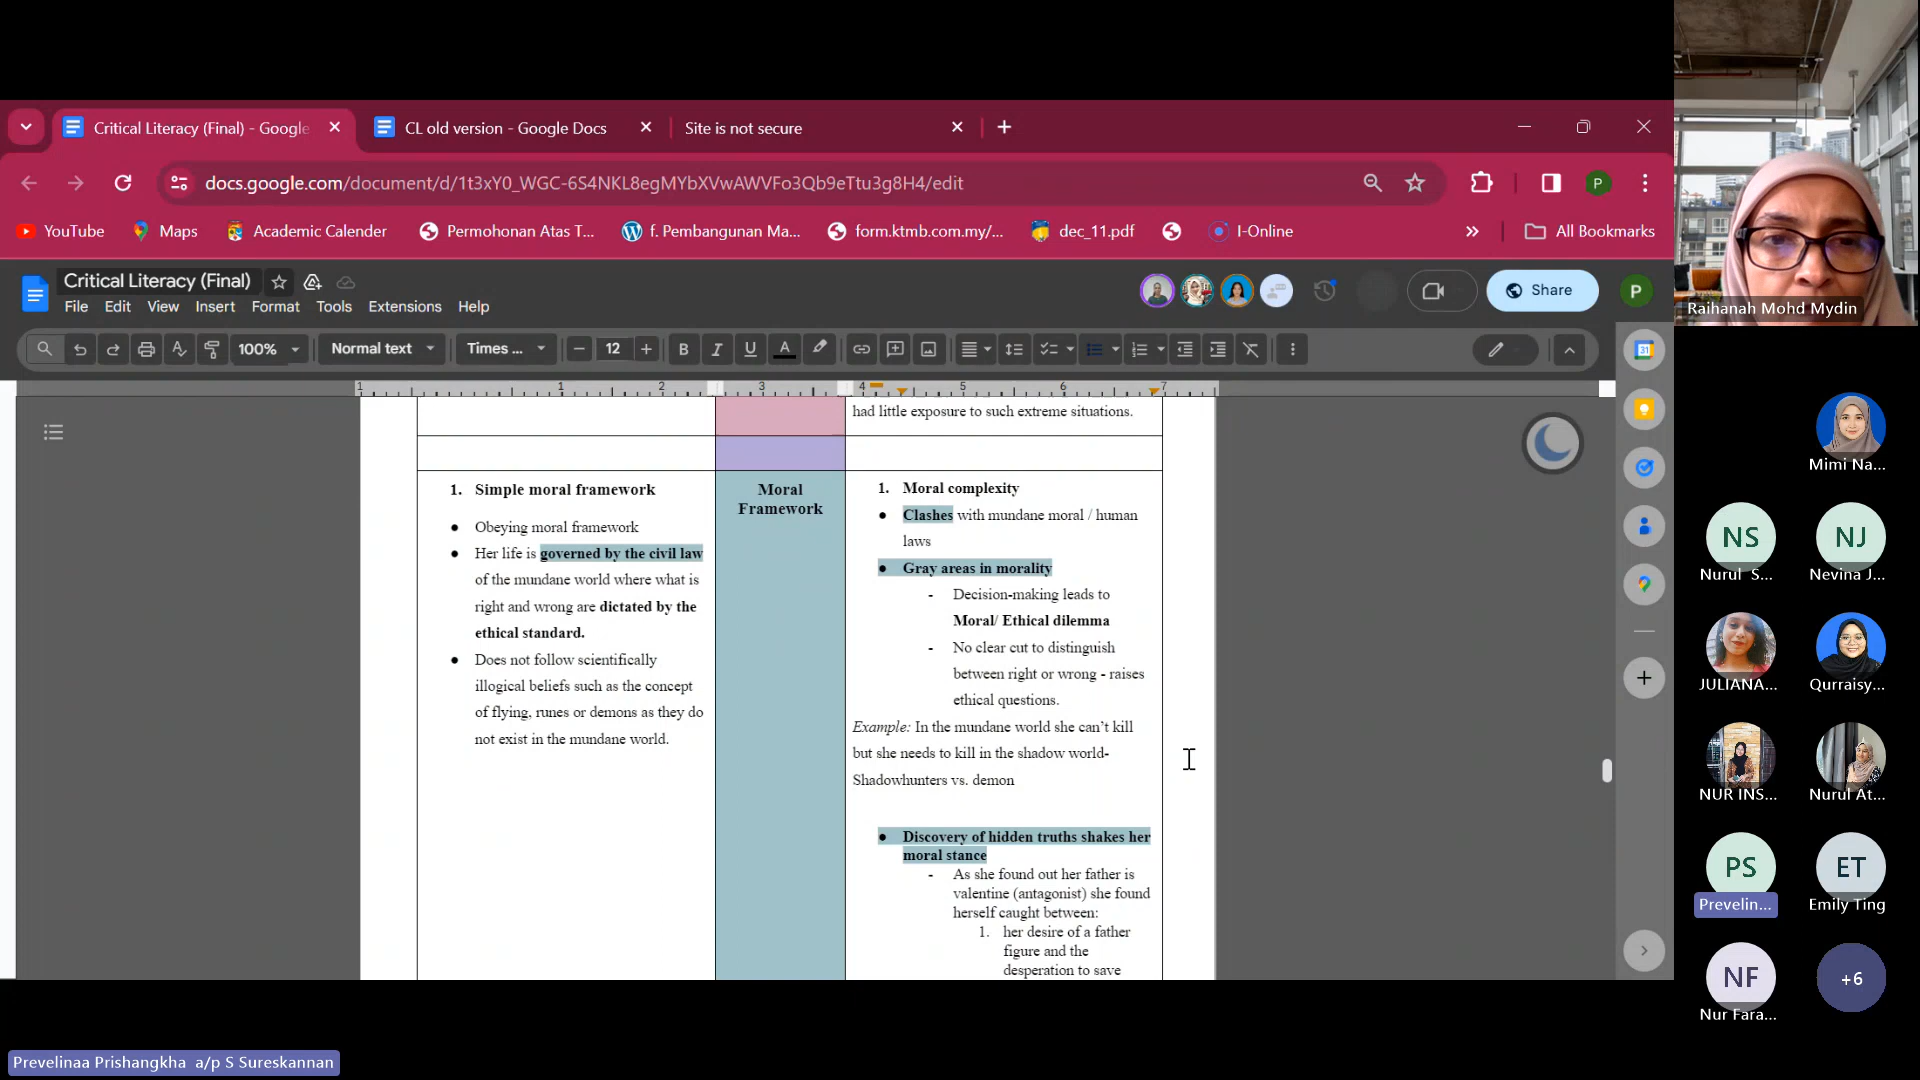 Critical Literacy (Final) - Google
CL old version - Google Docs
Site is not secure
docs.google.com/document/d/1t3xY0_WGC-6S4NKL8egMYbXVwAWVFo3Qb9eTtu3g8H4/edit
P
YouTube
Maps
Academic Calender
Permohonan Atas T...
f. Pembangunan Ma...
form.ktmb.com.my/...
dec_11.pdf
I-Online
All Bookmarks
Critical Literacy (Final)
File Edit View Insert Format Tools Extensions Help
Share
P
100% Normal text Times ... 12
1 1 2 3 4 5 6 7
had little exposure to such extreme situations.
1. Simple moral framework
● Obeying moral framework
● Her life is governed by the civil law
of the mundane world where what is
right and wrong are dictated by the
ethical standard.
● Does not follow scientifically
illogical beliefs such as the concept
of flying, runes or demons as they do
not exist in the mundane world.
Moral
Framework
1. Moral complexity
● Clashes with mundane moral / human
laws
● Gray areas in morality
- Decision-making leads to
Moral/ Ethical dilemma
- No clear cut to distinguish
between right or wrong - raises
ethical questions.
Example: In the mundane world she can't kill
but she needs to kill in the shadow world-
Shadowhunters vs. demon
● Discovery of hidden truths shakes her
moral stance
- As she found out her father is
valentine (antagonist) she found
herself caught between:
1. her desire of a father
figure and the
desperation to save
Raihanah Mohd Mydin
Mimi Na...
NS
Nurul S...
NJ
Nevina J...
JULIANA...
Qurraisy...
NUR INS...
Nurul At...
PS
Prevelin...
ET
Emily Ting
NF
Nur Fara...
+6
Prevelinaa Prishangkha a/p S Sureskannan